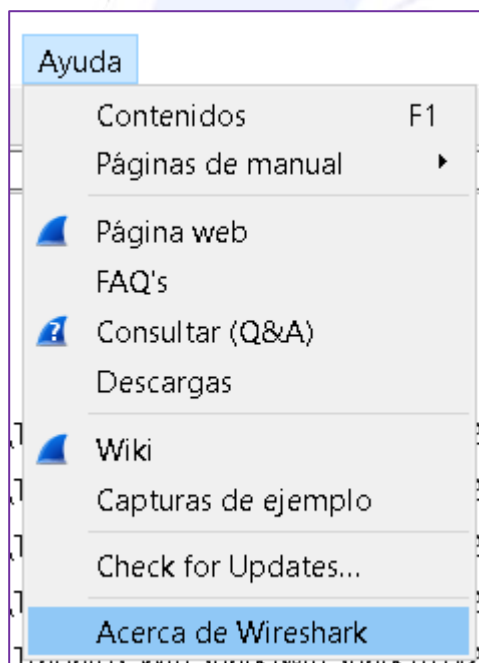 Ayuda
Contenidos F1
Páginas de manual
Página web
FAQ's
Consultar (Q&A)
Descargas
Wiki
Capturas de ejemplo
Check for Updates...
Acerca de Wireshark